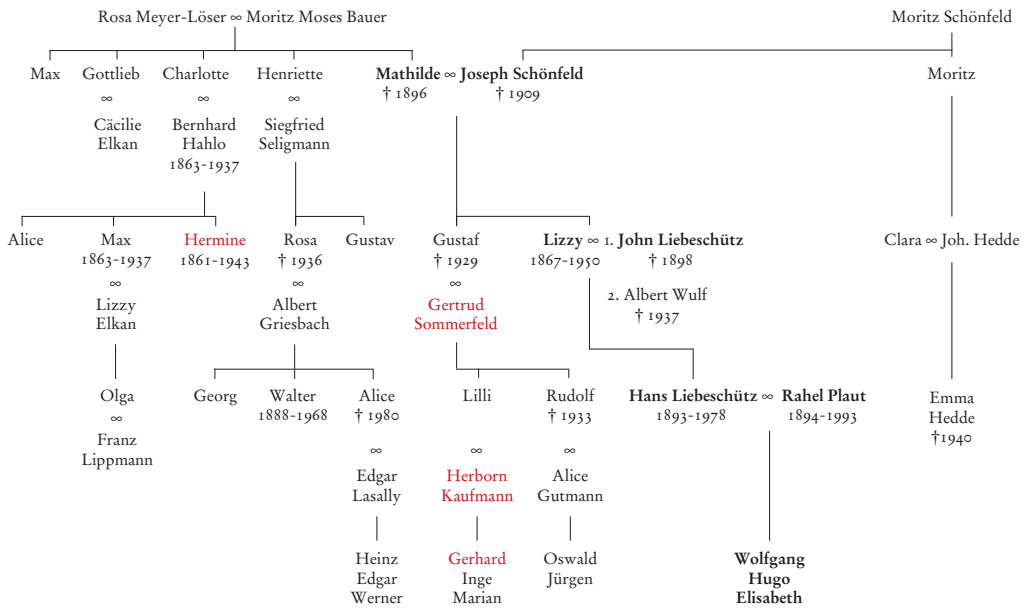 Rosa Meyer-Löser ∞ Moritz Moses Bauer
Moritz Schönfeld
Max
Gottlieb
∞
Cäcilie
Elkan
Charlotte
∞
Bernhard
Hahlo
1863-1937
Henriette
∞
Siegfried
Seligmann
Mathilde ∞ Joseph Schönfeld
† 1896
† 1909
Moritz
Alice
Max
1863-1937
∞
Lizzy
Elkan
Hermine
1861-1943
Rosa
† 1936
∞
Albert
Griesbach
Gustav
Gustaf
† 1929
∞
Gertrud
Sommerfeld
Lizzy ∞ 1. John Liebeschütz
1867-1950
† 1898
2. Albert Wulf
† 1937
Clara ∞ Joh. Hedde
Olga
∞
Franz
Lippmann
Georg
Walter
1888-1968
Alice
† 1980
∞
Edgar
Lasally
Lilli
∞
Herborn
Kaufmann
Rudolf
† 1933
∞
Alice
Gutmann
Hans Liebeschütz ∞ Rahel Plaut
1893-1978
1894-1993
Emma
Hedde
†1940
Heinz
Edgar
Werner
Gerhard
Inge
Marian
Oswald
Jürgen
Wolfgang
Hugo
Elisabeth